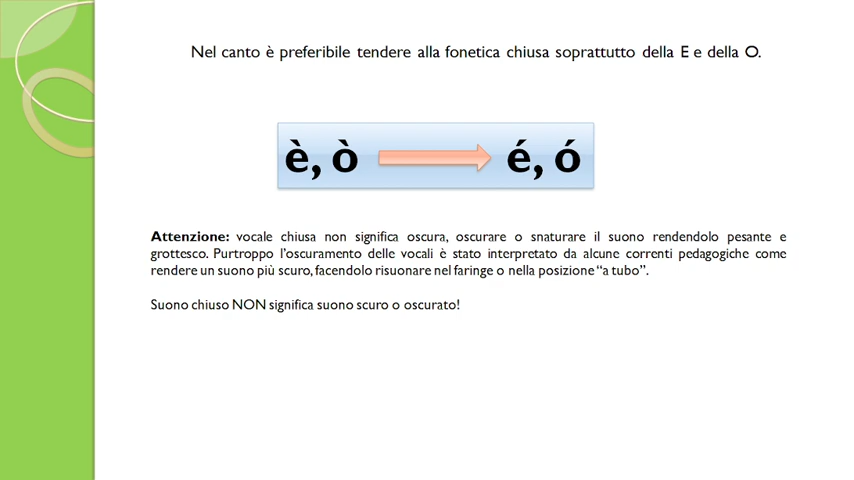 Nel canto è preferibile tendere alla fonetica chiusa soprattutto della E e della O.
è, ò é, ó
Attenzione: vocale chiusa non significa oscura, oscurare o snaturare il suono rendendolo pesante e
grottesco. Purtroppo l'oscuramento delle vocali è stato interpretato da alcune correnti pedagogiche come
rendere un suono più scuro, facendolo risuonare nel faringe o nella posizione “a tubo”.
Suono chiuso NON significa suono scuro o oscurato!